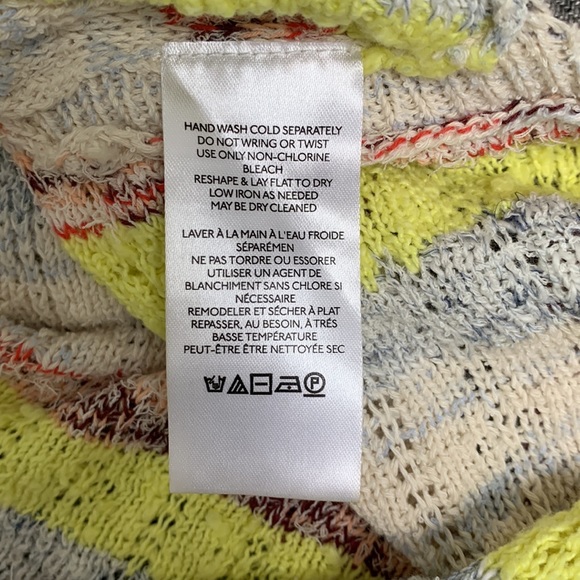 HAND WASH COLD SEPARATELY
DO NOT WRING OR TWIST
USE ONLY NON-CHLORINE
BLEACH
RESHAPE & LAY FLAT TO DRY
LOW IRON AS NEEDED
MAY BE DRY CLEANED
LAVER À LA MAIN À L'EAU FROIDE
SÉPARÉMEN
NE PAS TORDRE OU ESSORER
UTILISER UN AGENT DE
BLANCHIMENT SANS CHLORE SI
NÉCESSAIRE
REMODELER ET SÉCHER À PLAT
REPASSER, AU BESOIN, À TRÉS
BASSE TEMPÉRATURE
PEUT-ÊTRE ÊTRE NETTOYÉE SEC
P